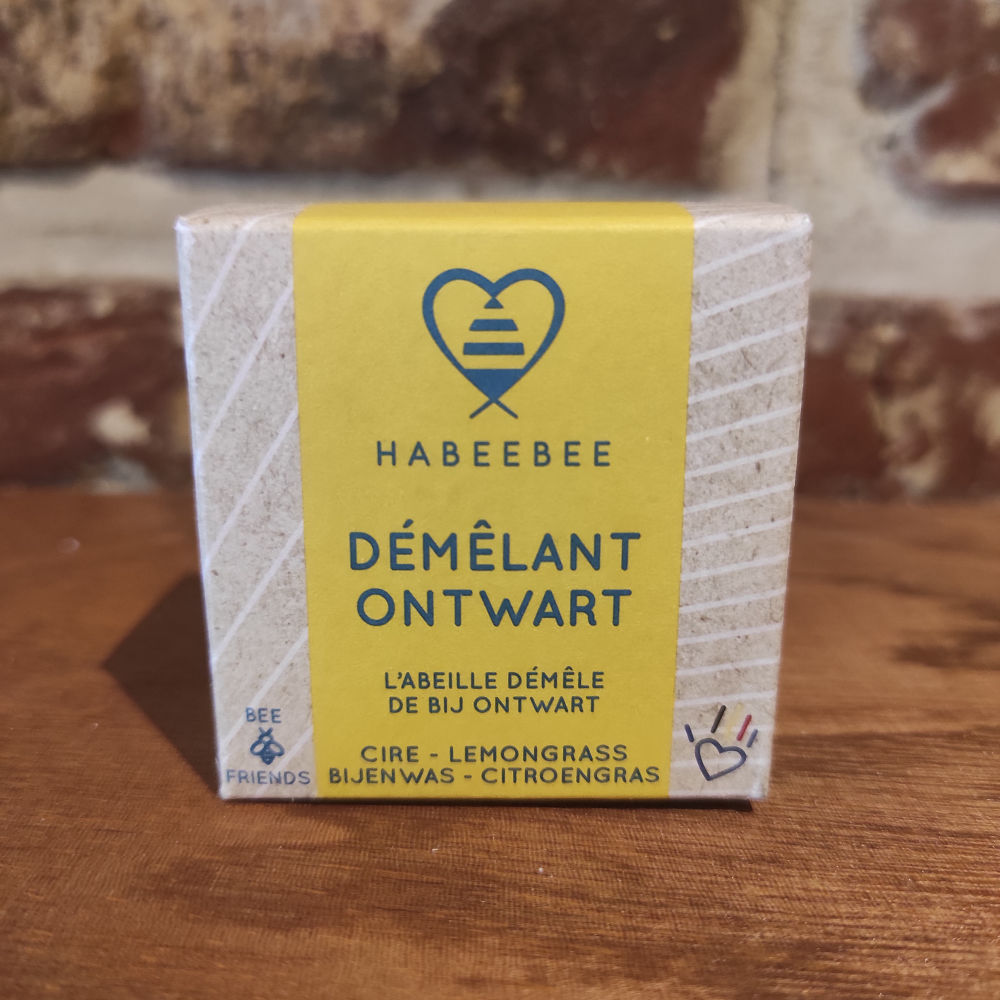 HABEEBEE
DÉMÊLANT
ONTWART
L'ABEILLE DÉMÊLE
DE BIJ ONTWART
CIRE - LEMONGRASS
BIJENWAS - CITROENGRAS
BEE
FRIENDS